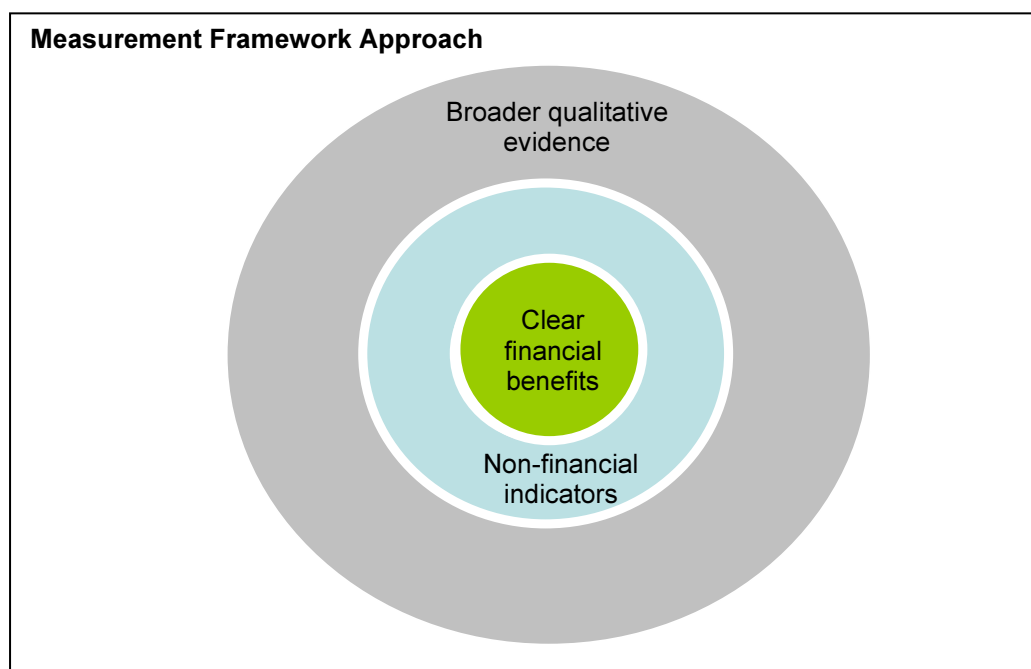 Measurement Framework Approach
Broader qualitative
evidence
Clear
financial
benefits
Non-financial
indicators